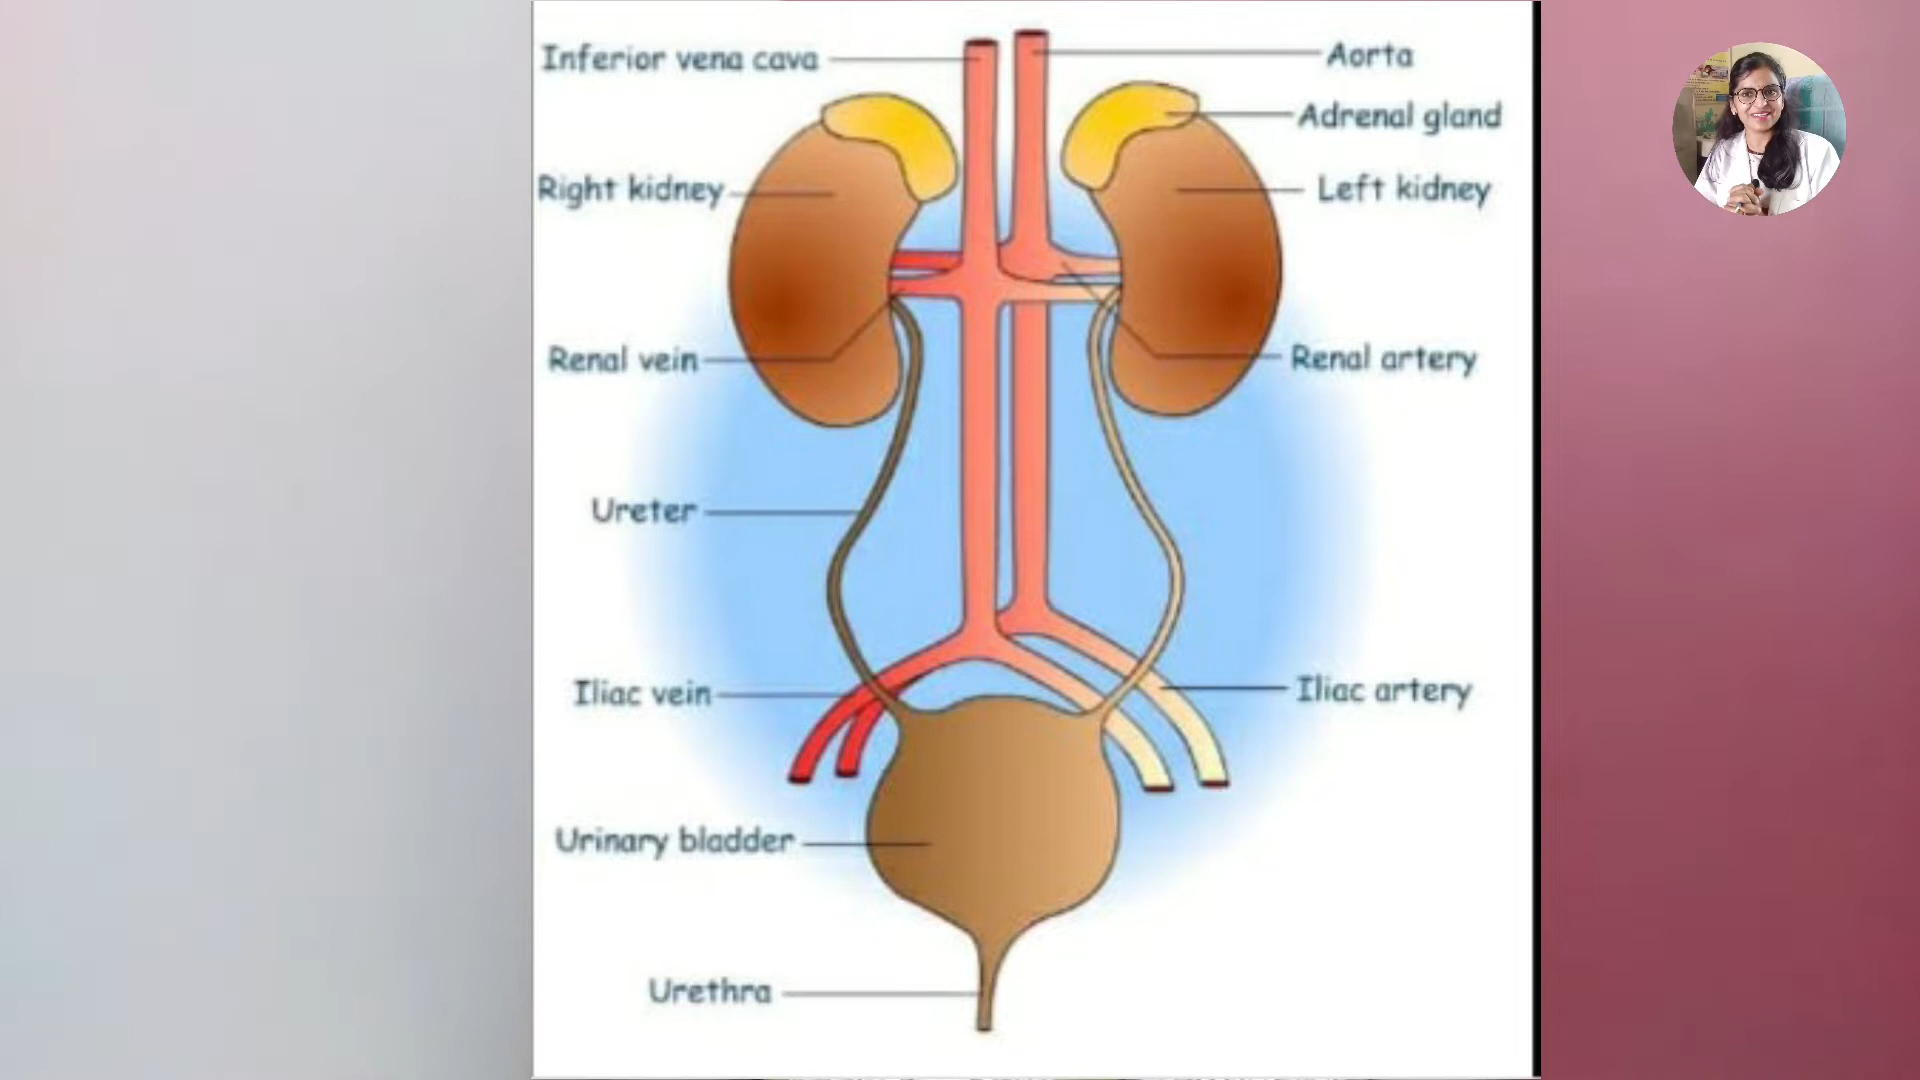 Inferior vena cava
Aorta
Adrenal gland
Right kidney
Left kidney
Renal vein
Renal artery
Ureter
Iliac vein
Iliac artery
Urinary bladder
Urethra